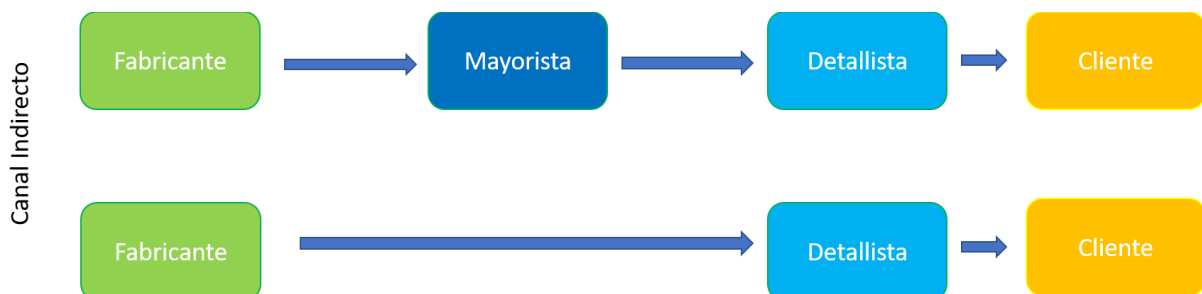 Canal Indirecto
Fabricante
Mayorista
Detallista
Cliente
Fabricante
Detallista
Cliente